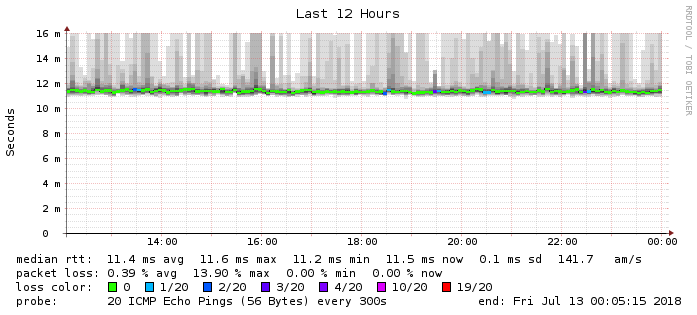 Last 12 Hours
RRDTOOL / TOBI OETIKER
Seconds
16 m
14 m
12 m
10 m
8 m
6 m
4 m
2 m
0
14:00 16:00 18:00 20:00 22:00 00:00
median rtt: 11.4 ms avg 11.6 ms max 11.2 ms min 11.5 ms now 0.1 ms sd 141.7 am/s
packet loss: 0.39 % avg 13.90 % max 0.00 % min 0.00 % now
loss color: 0 1/20 2/20 3/20 4/20 10/20 19/20
probe: 20 ICMP Echo Pings (56 Bytes) every 300s end: Fri Jul 13 00:05:15 2018